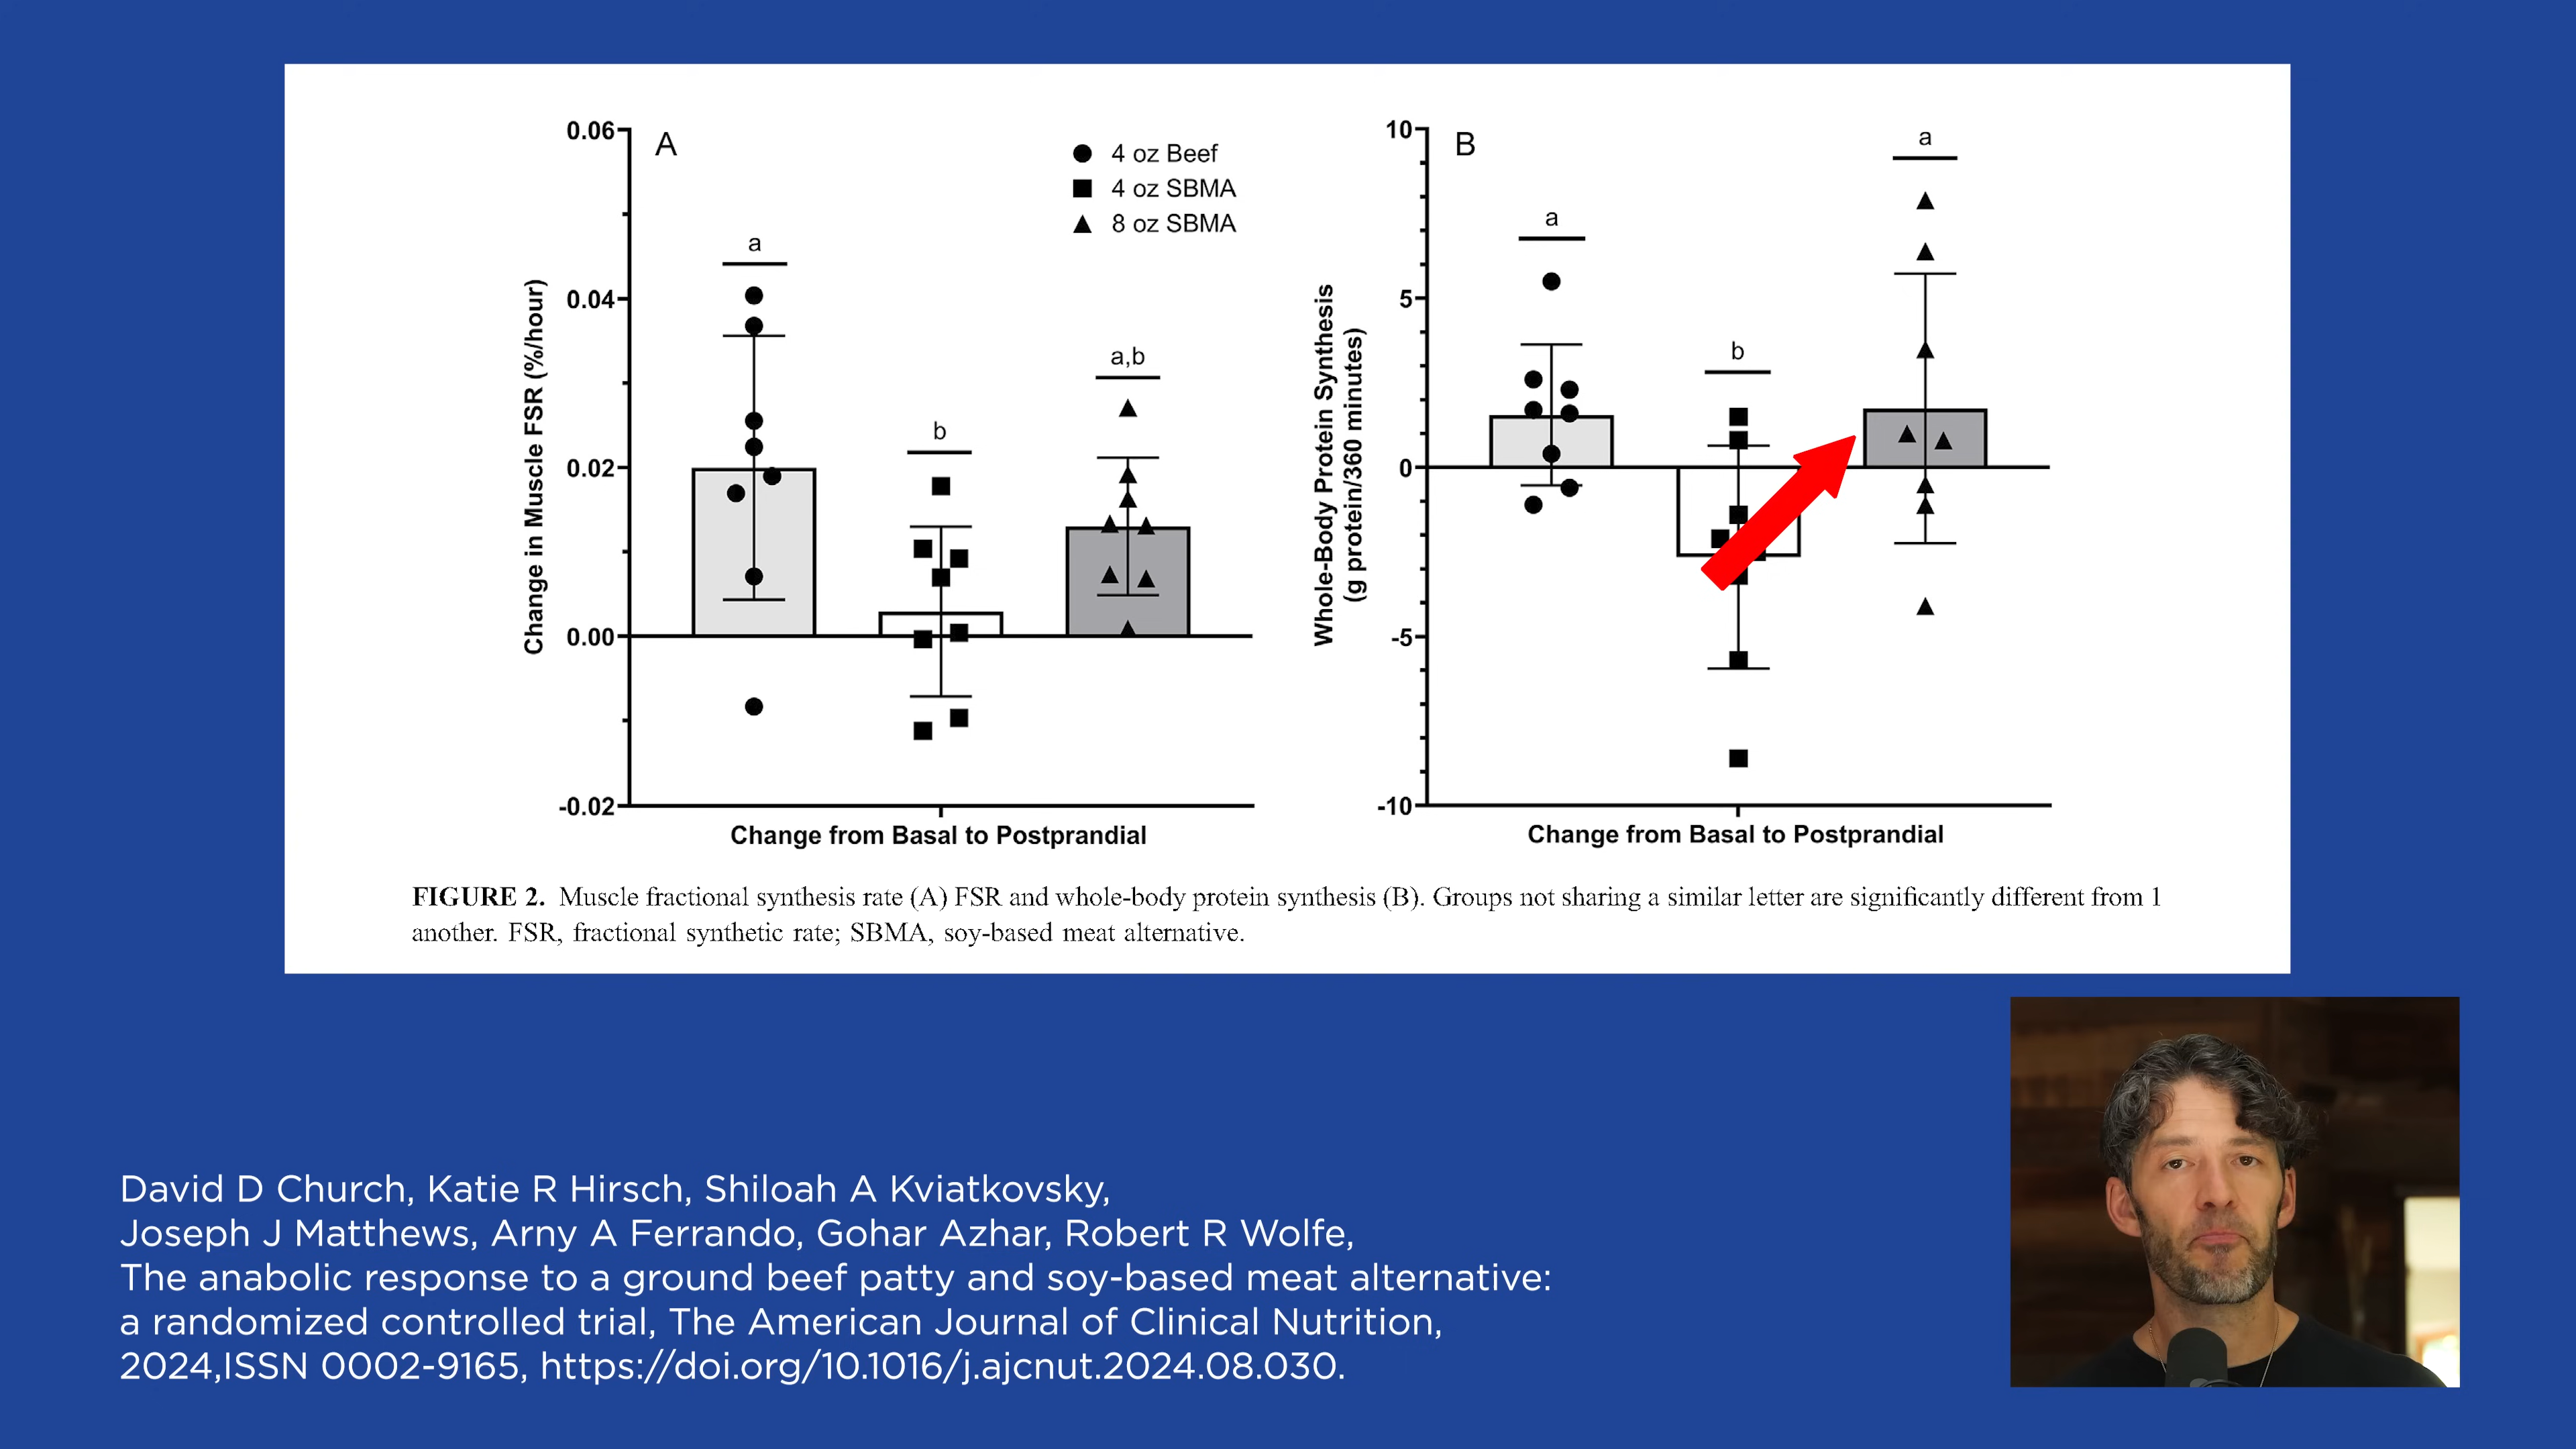 A
4 oz Beef
4 oz SBMA
8 oz SBMA
0.06
0.04
0.02
0.00
-0.02
Change in Muscle FSR (%/hour)
a
b
a,b
Change from Basal to Postprandial
B
10
5
0
-5
-10
Whole-Body Protein Synthesis
(g protein/360 minutes)
a
b
a
Change from Basal to Postprandial
FIGURE 2. Muscle fractional synthesis rate (A) FSR and whole-body protein synthesis (B). Groups not sharing a similar letter are significantly different from 1
another. FSR, fractional synthetic rate; SBMA, soy-based meat alternative.
David D Church, Katie R Hirsch, Shiloah A Kviatkovsky,
Joseph J Matthews, Arny A Ferrando, Gohar Azhar, Robert R Wolfe,
The anabolic response to a ground beef patty and soy-based meat alternative:
a randomized controlled trial, The American Journal of Clinical Nutrition,
2024,ISSN 0002-9165, https://doi.org/10.1016/j.ajcnut.2024.08.030.